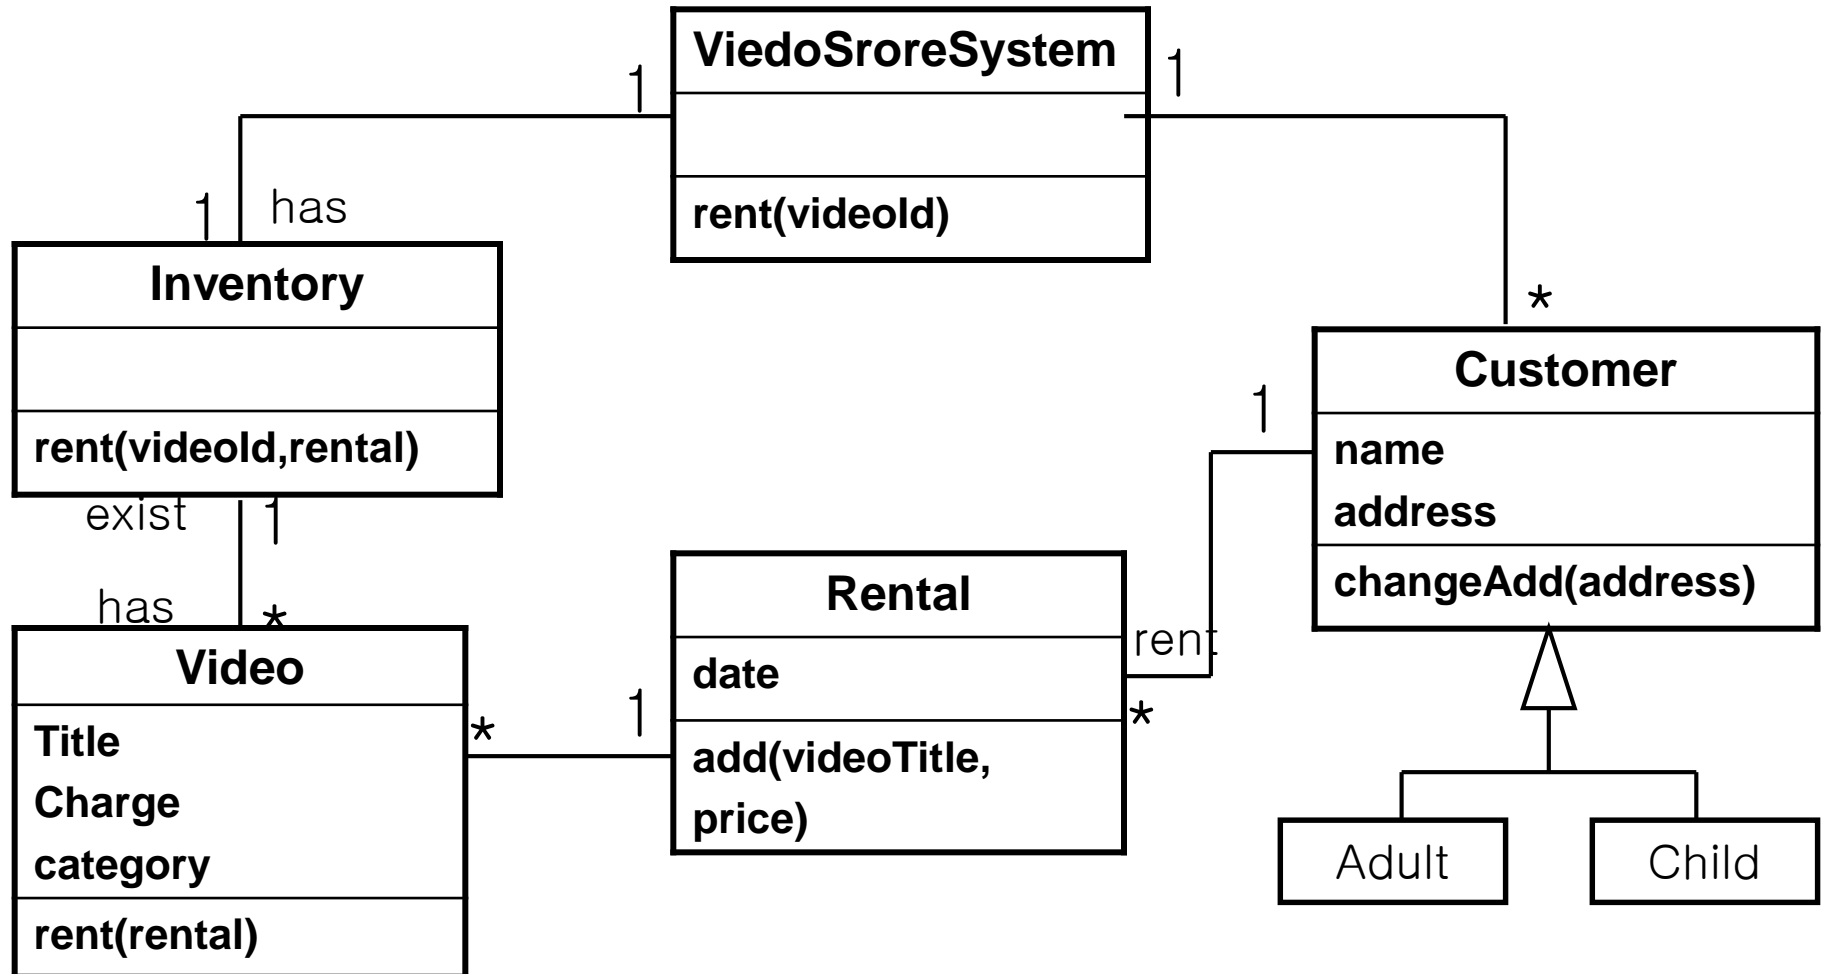 ViedoSroreSystem
rent(videoId)
1
1
1
has
Inventory
rent(videoId,rental)
*
Customer
name
address
changeAdd(address)
1
exist
1
has
*
Video
Title
Charge
category
rent(rental)
*
1
Rental
date
add(videoTitle,
price)
rent
*
Adult
Child